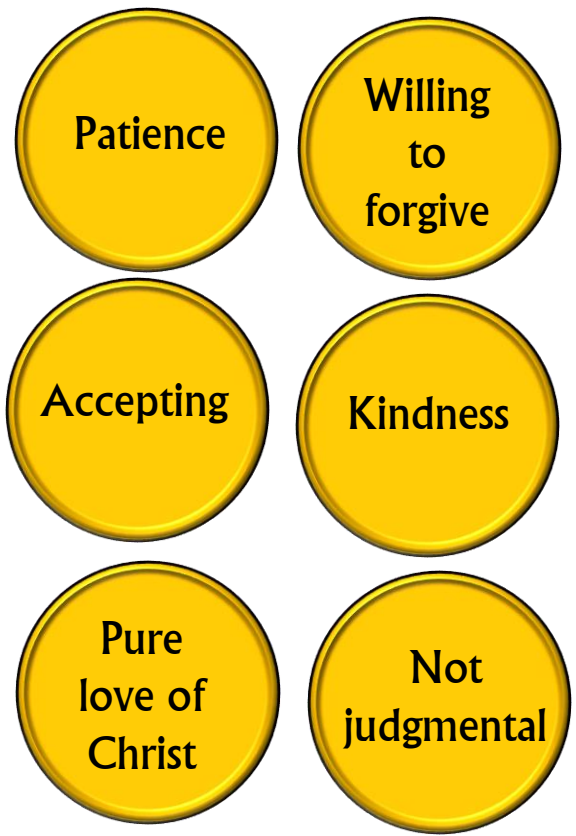 Patience
Willing
to
forgive
Accepting
Kindness
Pure
love of
Christ
Not
judgmental